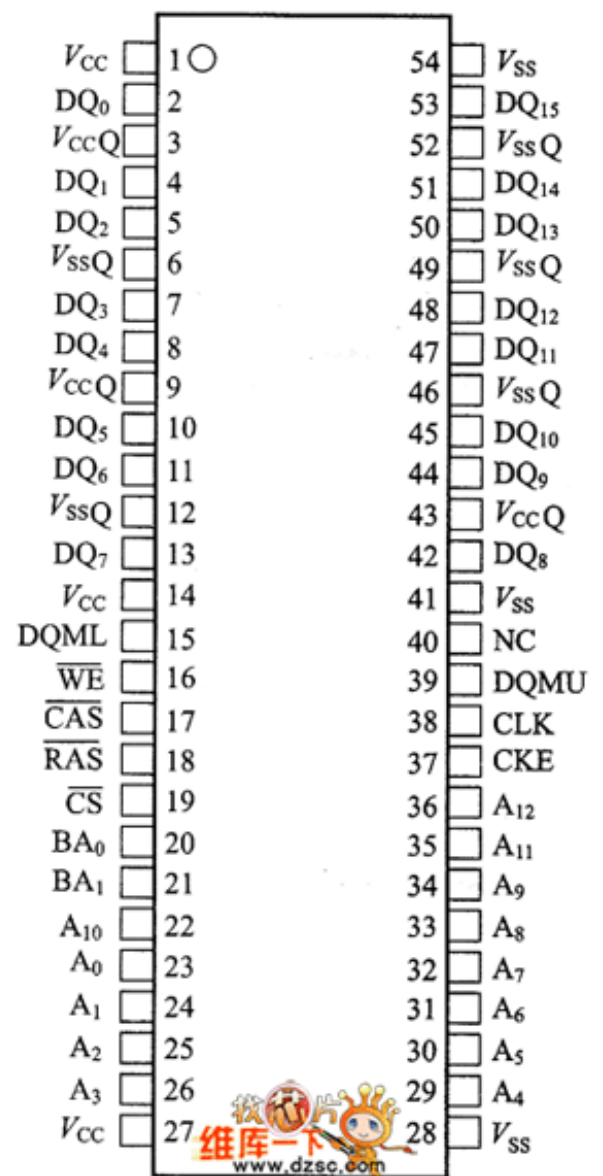 VCC 1 54 VSS
DQ0 2 53 DQ15
VCCQ 3 52 VSSQ
DQ1 4 51 DQ14
DQ2 5 50 DQ13
VSSQ 6 49 VSSQ
DQ3 7 48 DQ12
DQ4 8 47 DQ11
VCCQ 9 46 VSSQ
DQ5 10 45 DQ10
DQ6 11 44 DQ9
VSSQ 12 43 VCCQ
DQ7 13 42 DQ8
VCC 14 41 VSS
DQML 15 40 NC
W̅E̅ 16 39 DQMU
C̅A̅S̅ 17 38 CLK
R̅A̅S̅ 18 37 CKE
C̅S̅ 19 36 A12
BA0 20 35 A11
BA1 21 34 A9
A10 22 33 A8
A0 23 32 A7
A1 24 31 A6
A2 25 30 A5
A3 26 29 A4
VCC 27 28 VSS
找芯片
维库一下
www.dzsc.com